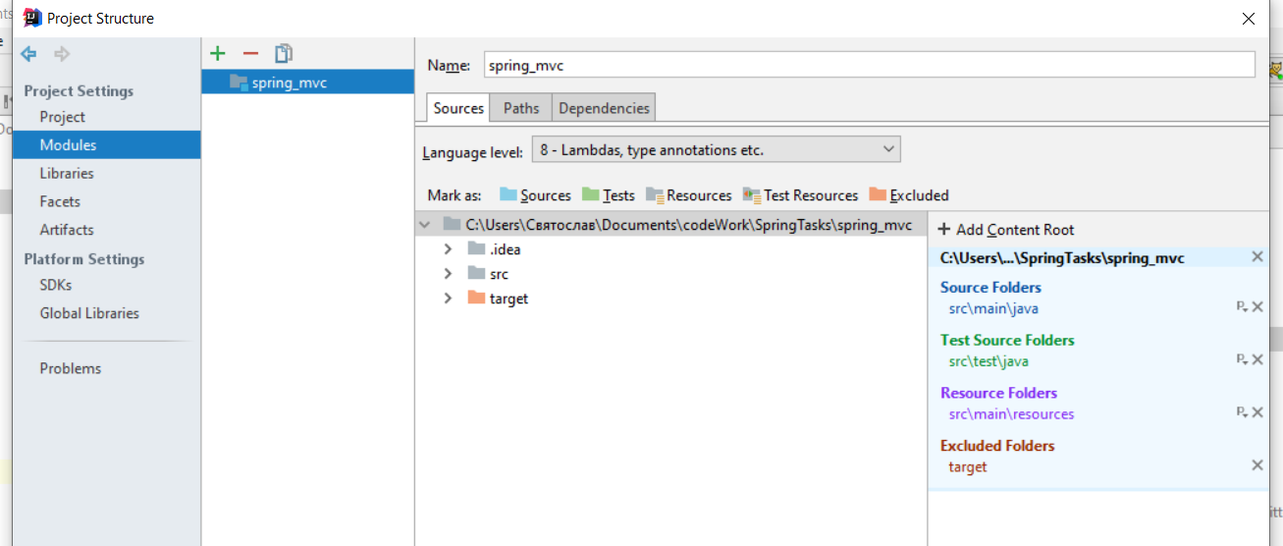 Project Structure
Project Settings
Project
Modules
Libraries
Facets
Artifacts
Platform Settings
SDKs
Global Libraries
Problems
spring_mvc
Name: spring_mvc
Sources Paths Dependencies
Language level: 8 - Lambdas, type annotations etc.
Mark as: Sources Tests Resources Test Resources Excluded
C:\Users\Святослав\Documents\codeWork\SpringTasks\spring_mvc
.idea
src
target
+ Add Content Root
C:\Users\...\SpringTasks\spring_mvc
Source Folders
src\main\java
Test Source Folders
src\test\java
Resource Folders
src\main\resources
Excluded Folders
target